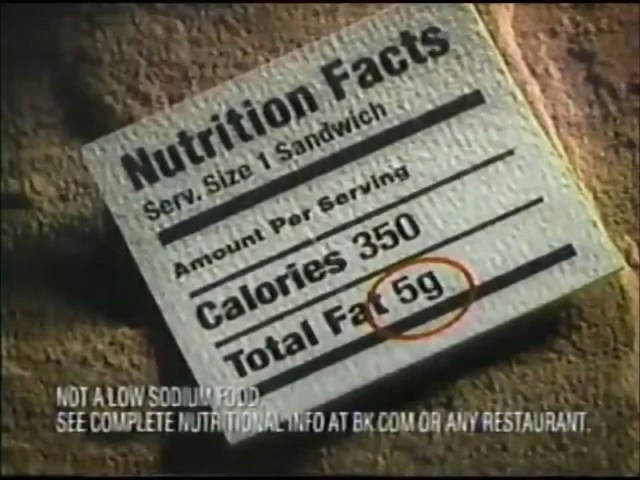 Nutrition Facts
Serv. Size 1 Sandwich
Amount Per Serving
Calories 350
Total Fat 5g
NOT A LOW SODIUM FOOD.
SEE COMPLETE NUTRITIONAL INFO AT BK.COM OR ANY RESTAURANT.